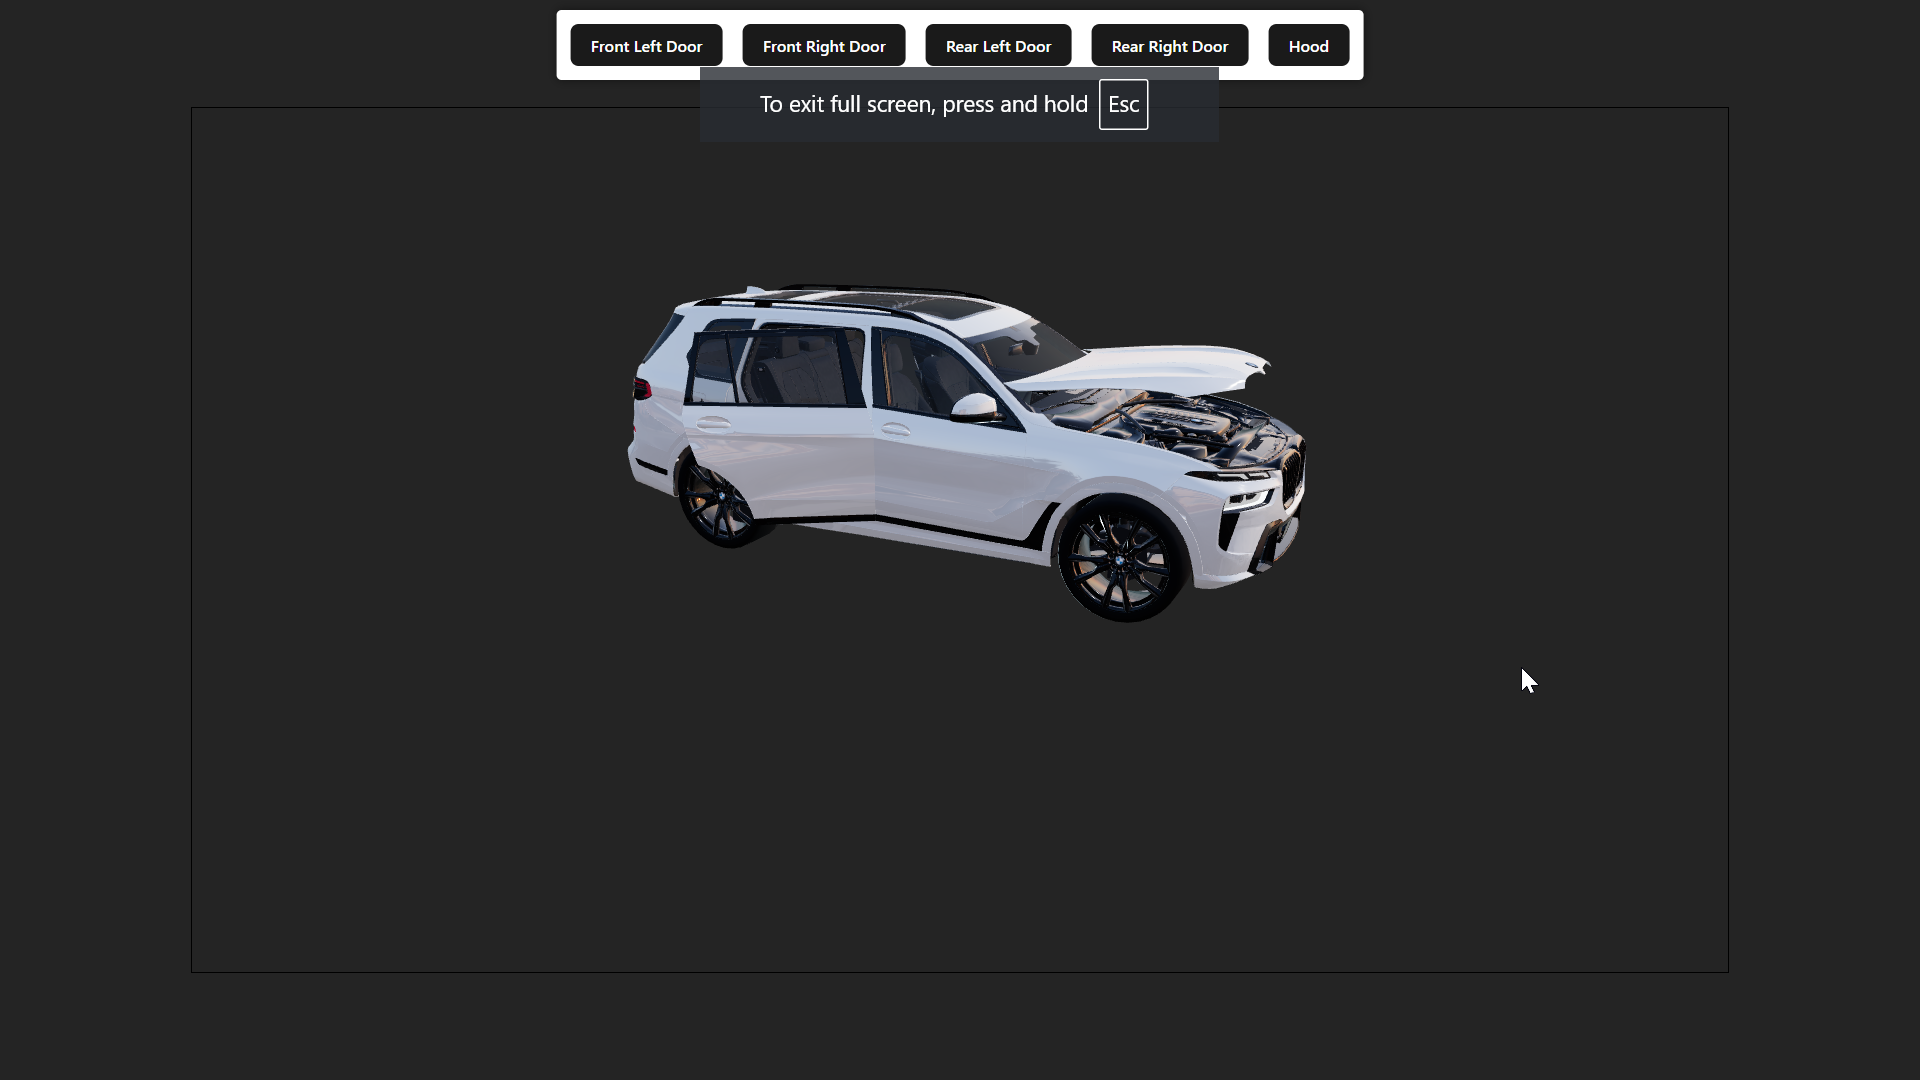 Front Left Door Front Right Door Rear Left Door Rear Right Door Hood
To exit full screen, press and hold Esc